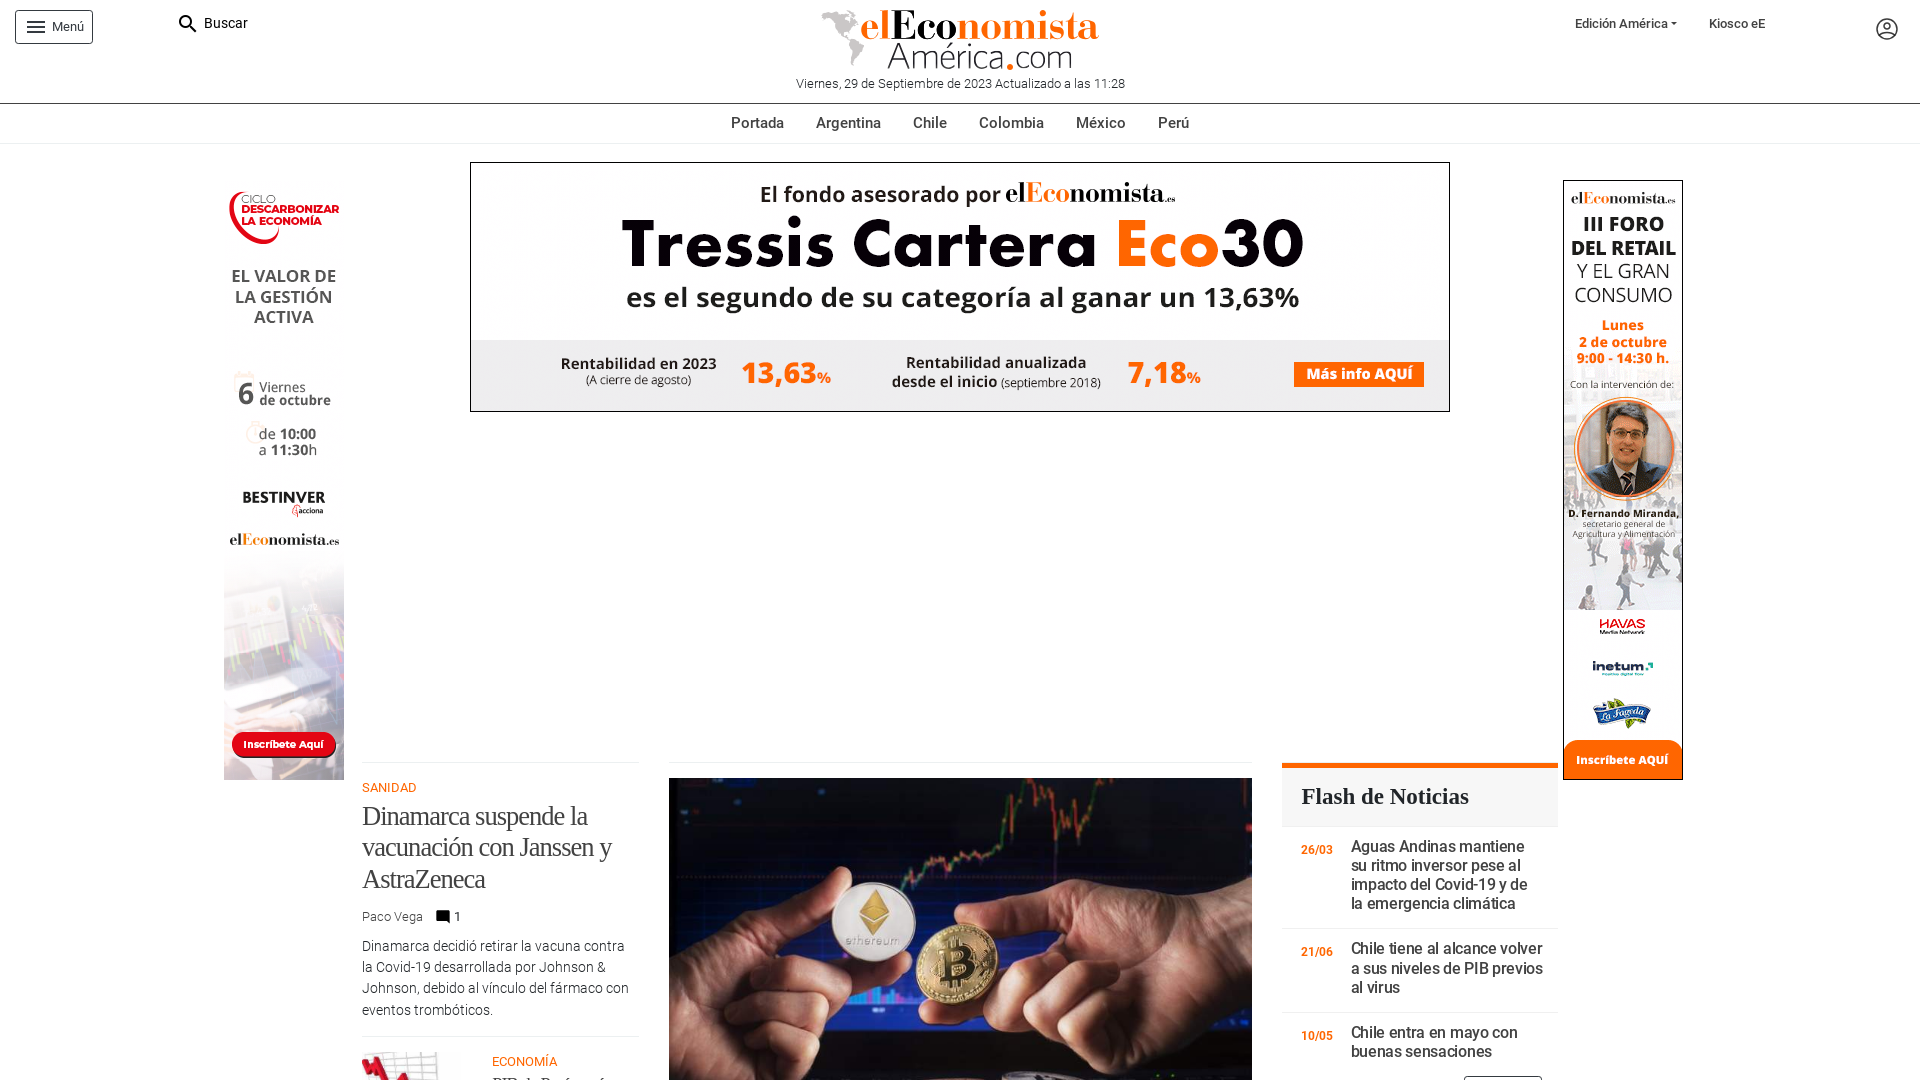 Menú
Buscar
elEconomista
América.com
Viernes, 29 de Septiembre de 2023 Actualizado a las 11:28
Edición América
Kiosco eE
Portada
Argentina
Chile
Colombia
México
Perú
CICLO
DESCARBONIZAR
LA ECONOMÍA
EL VALOR DE
LA GESTIÓN
ACTIVA
6 Viernes
de octubre
de 10:00
a 11:30h
BESTINVER
acciona
elEconomista.es
Inscríbete Aquí
El fondo asesorado por elEconomista.es
Tressis Cartera Eco30
es el segundo de su categoría al ganar un 13,63%
Rentabilidad en 2023
(A cierre de agosto)
13,63%
Rentabilidad anualizada
desde el inicio (septiembre 2018)
7,18%
Más info AQUÍ
elEconomista.es
III FORO
DEL RETAIL
Y EL GRAN
CONSUMO
Lunes
2 de octubre
9:00 - 14:30 h.
Con la intervención de:
D. Fernando Miranda,
secretario general de
Agricultura y Alimentación
HAVAS
Media Network
inetum.
Positive digital flow
La Fageda
Inscríbete AQUÍ
SANIDAD
Dinamarca suspende la
vacunación con Janssen y
AstraZeneca
Paco Vega 1
Dinamarca decidió retirar la vacuna contra
la Covid-19 desarrollada por Johnson &
Johnson, debido al vínculo del fármaco con
eventos trombóticos.
ECONOMÍA
ethereum
Flash de Noticias
26/03
Aguas Andinas mantiene
su ritmo inversor pese al
impacto del Covid-19 y de
la emergencia climática
21/06
Chile tiene al alcance volver
a sus niveles de PIB previos
al virus
10/05
Chile entra en mayo con
buenas sensaciones